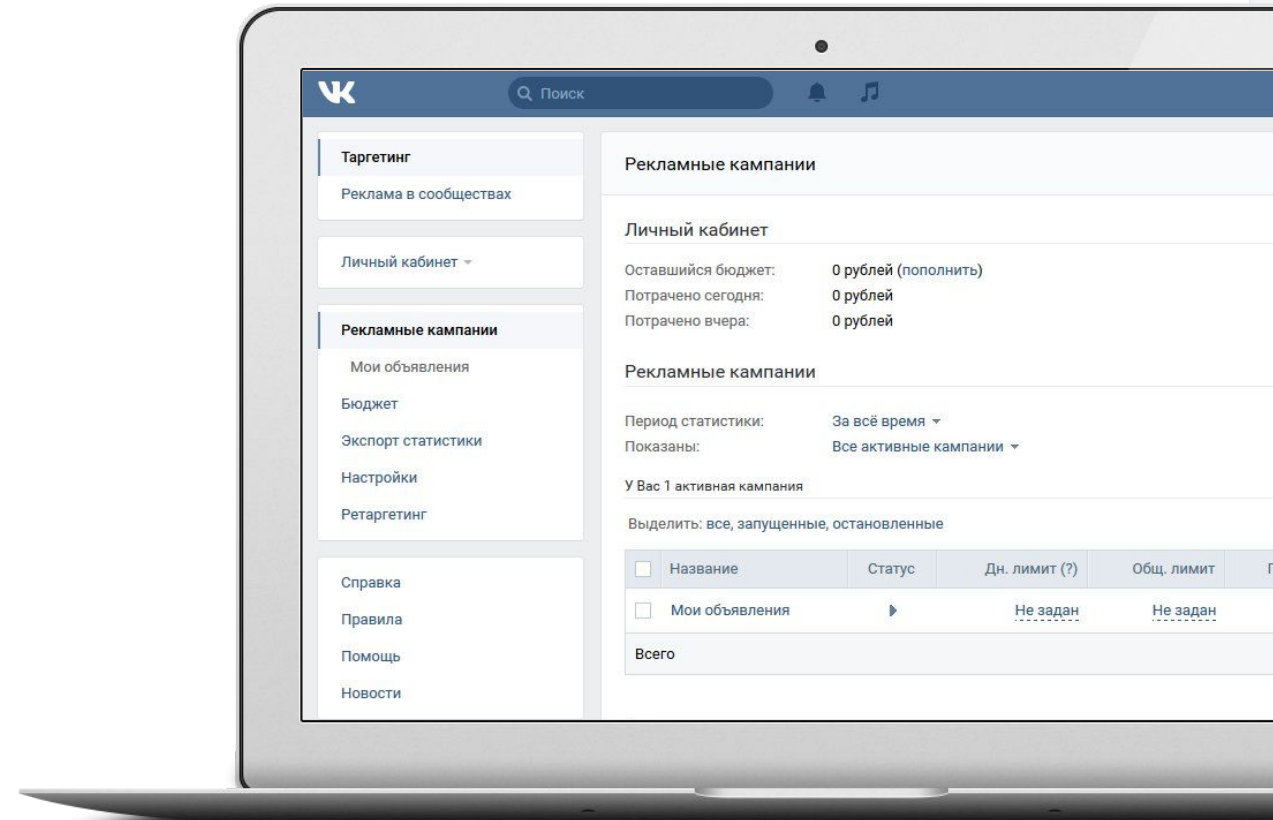 VK
Поиск
Таргетинг
Реклама в сообществах
Личный кабинет
Рекламные кампании
Мои объявления
Бюджет
Экспорт статистики
Настройки
Ретаргетинг
Справка
Правила
Помощь
Новости
Рекламные кампании
Личный кабинет
Оставшийся бюджет: 0 рублей (пополнить)
Потрачено сегодня: 0 рублей
Потрачено вчера: 0 рублей
Рекламные кампании
Период статистики: За всё время
Показаны: Все активные кампании
У Вас 1 активная кампания
Выделить: все, запущенные, остановленные
Название Статус Дн. лимит (?) Общ. лимит
Мои объявления Не задан Не задан
Всего